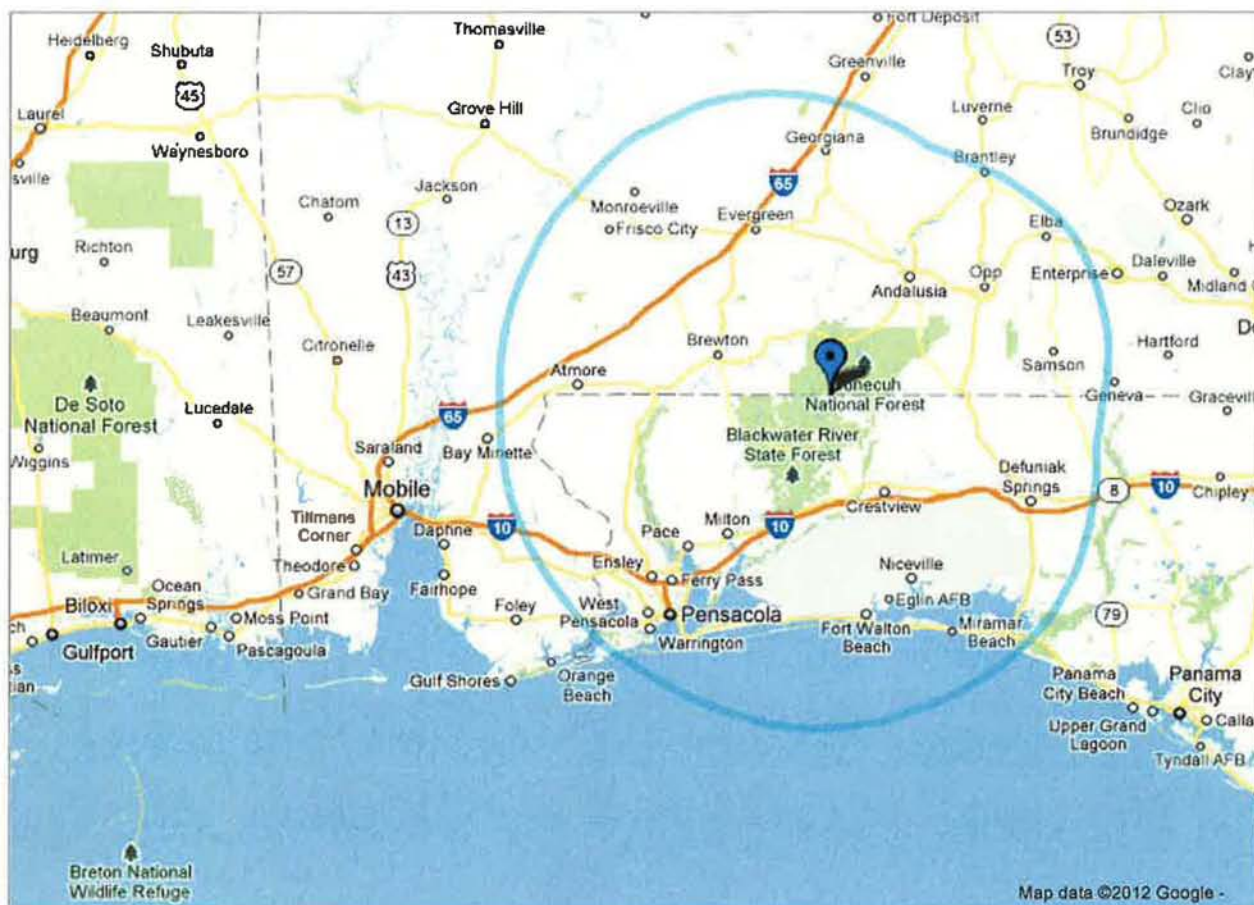 Fort Deposit
Heidelberg
Shubuta
Thomasville
53
Greenville
Troy
Clay
45
Laurel
Grove Hill
Luverne
Clio
Brundidge
Waynesboro
Georgiana
sville
Brantley
65
Jackson
Chatom
Monroeville
Evergreen
Ozark
13
Frisco City
Elba
urg
Richton
57
43
Opp
Enterprise
Daleville
Andalusia
Midland
Beaumont
Leakesville
Citronelle
Brewton
Samson
Hartford
Atmore
De Soto
National Forest
Conecuh
National Forest
Geneva
Graceville
Lucedale
65
Blackwater River
State Forest
Wiggins
Saraland
Bay Minette
Defuniak
Springs
8
10
Chipley
Mobile
Crestview
Tillmans
Corner
Daphne
10
Pace
Milton
10
Latimer
Theodore
Ensley
Niceville
Ocean
Springs
Grand Bay
Fairhope
Ferry Pass
Eglin AFB
Biloxi
Moss Point
Foley
West
Pensacola
Pensacola
79
Gulfport
Gautier
Pascagoula
Warrington
Fort Walton
Beach
Miramar
Beach
Gulf Shores
Orange
Beach
Panama
City Beach
Panama
City
Upper Grand
Lagoon
Calla
Tyndall AFB
Breton National
Wildlife Refuge
Map data ©2012 Google -